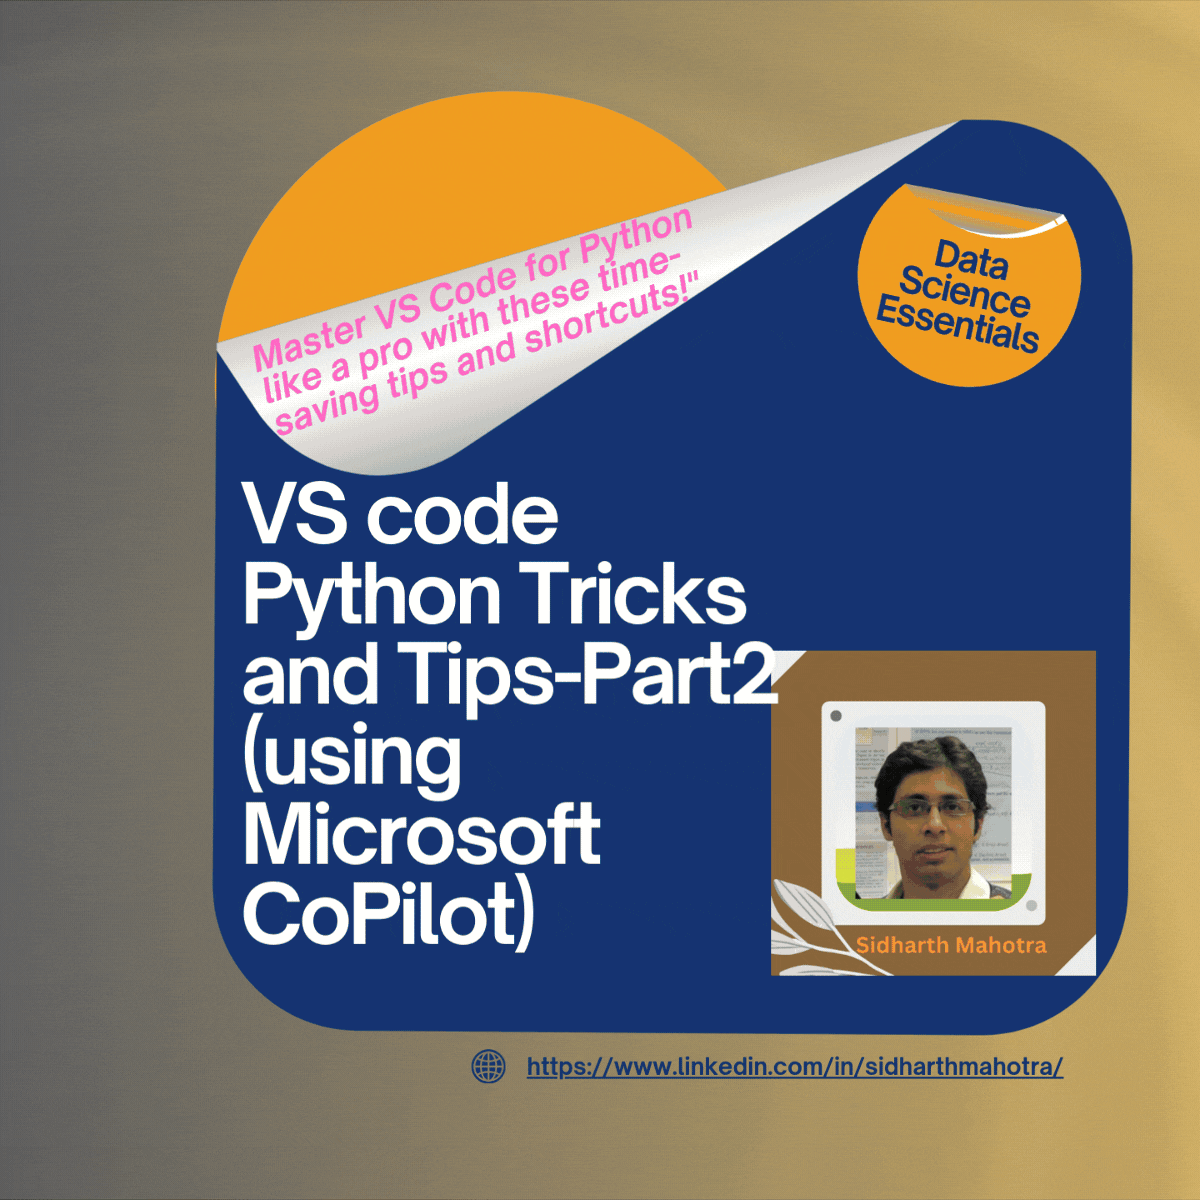 Master VS Code for Python
like a pro with these time-
saving tips and shortcuts!"
Data
Science
Essentials
VS code
Python Tricks
and Tips-Part2
(using
Microsoft
CoPilot)
Sidharth Mahotra
https://www.linkedin.com/in/sidharthmahotra/